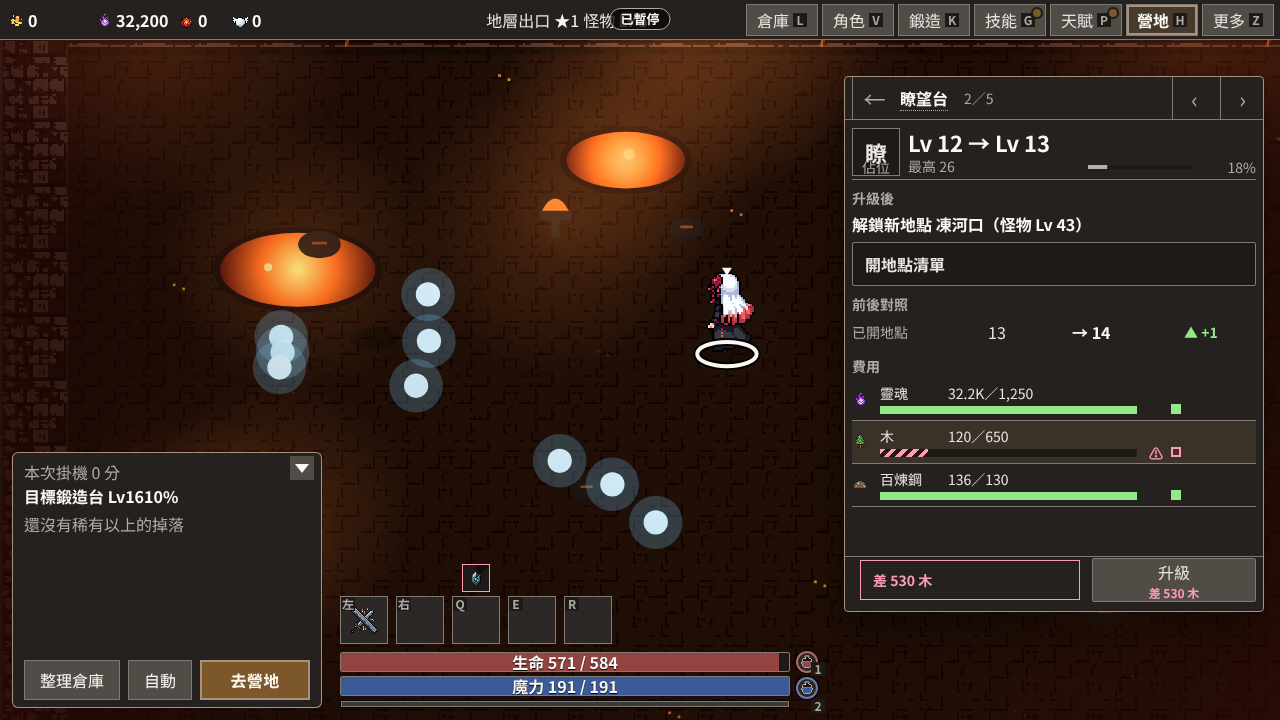 0
32,200
0
0
地層出口 ★1 怪物
已暫停
倉庫 L
角色 V
鍛造 K
技能 G
天賦 P
營地 H
更多 Z
← 瞭望台 2／5 ‹ ›
瞭
佔位
Lv 12 → Lv 13
最高 26
18%
升級後
解鎖新地點 凍河口（怪物 Lv 43）
開地點清單
前後對照
已開地點 13 → 14 ▲ +1
費用
靈魂 32.2K／1,250
木 120／650
百煉鋼 136／130
差 530 木
升級
差 530 木
本次掛機 0 分
目標鍛造台 Lv1610%
還沒有稀有以上的掉落
整理倉庫
自動
去營地
左
右
Q
E
R
生命 571 / 584
1
魔力 191 / 191
2